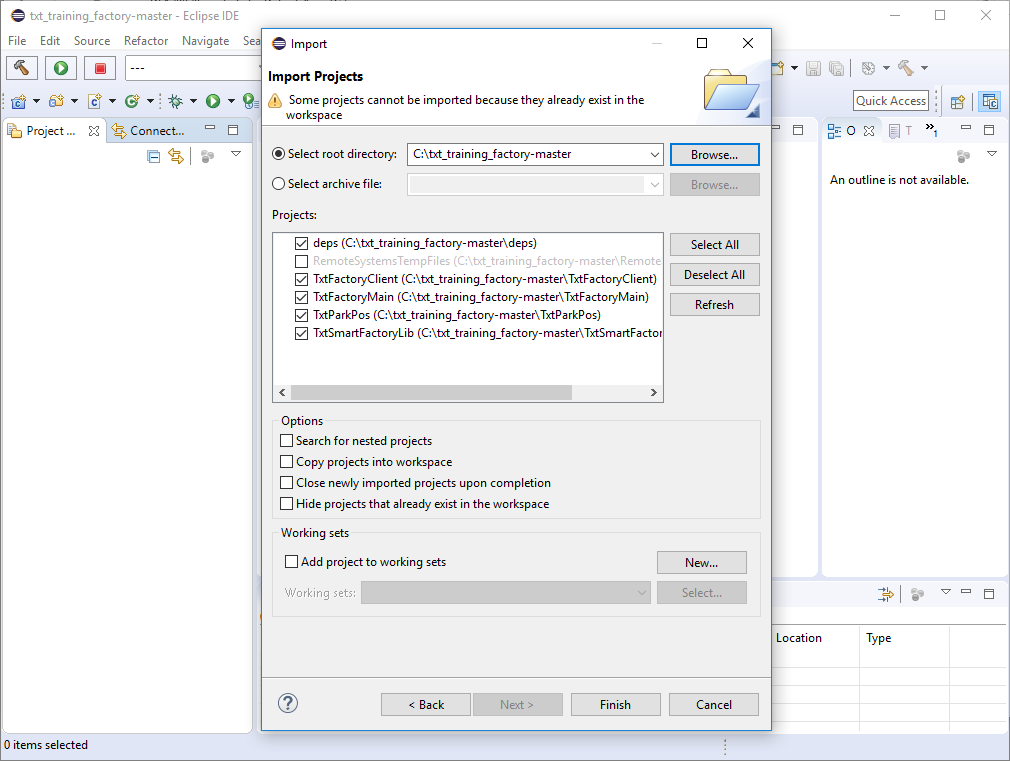 txt_training_factory-master - Eclipse IDE
File Edit Source Refactor Navigate Sea
---
Quick Access
Project ... Connect...
O T »1
An outline is not available.
Import
Import Projects
Some projects cannot be imported because they already exist in the
workspace
Select root directory: C:\txt_training_factory-master Browse...
Select archive file: Browse...
Projects:
deps (C:\txt_training_factory-master\deps)
RemoteSystemsTempFiles (C:\txt_training_factory-master\Remote
TxtFactoryClient (C:\txt_training_factory-master\TxtFactoryClient)
TxtFactoryMain (C:\txt_training_factory-master\TxtFactoryMain)
TxtParkPos (C:\txt_training_factory-master\TxtParkPos)
TxtSmartFactoryLib (C:\txt_training_factory-master\TxtSmartFactor
Select All
Deselect All
Refresh
Options
Search for nested projects
Copy projects into workspace
Close newly imported projects upon completion
Hide projects that already exist in the workspace
Working sets
Add project to working sets New...
Working sets: Select...
Location Type
? < Back Next > Finish Cancel
0 items selected